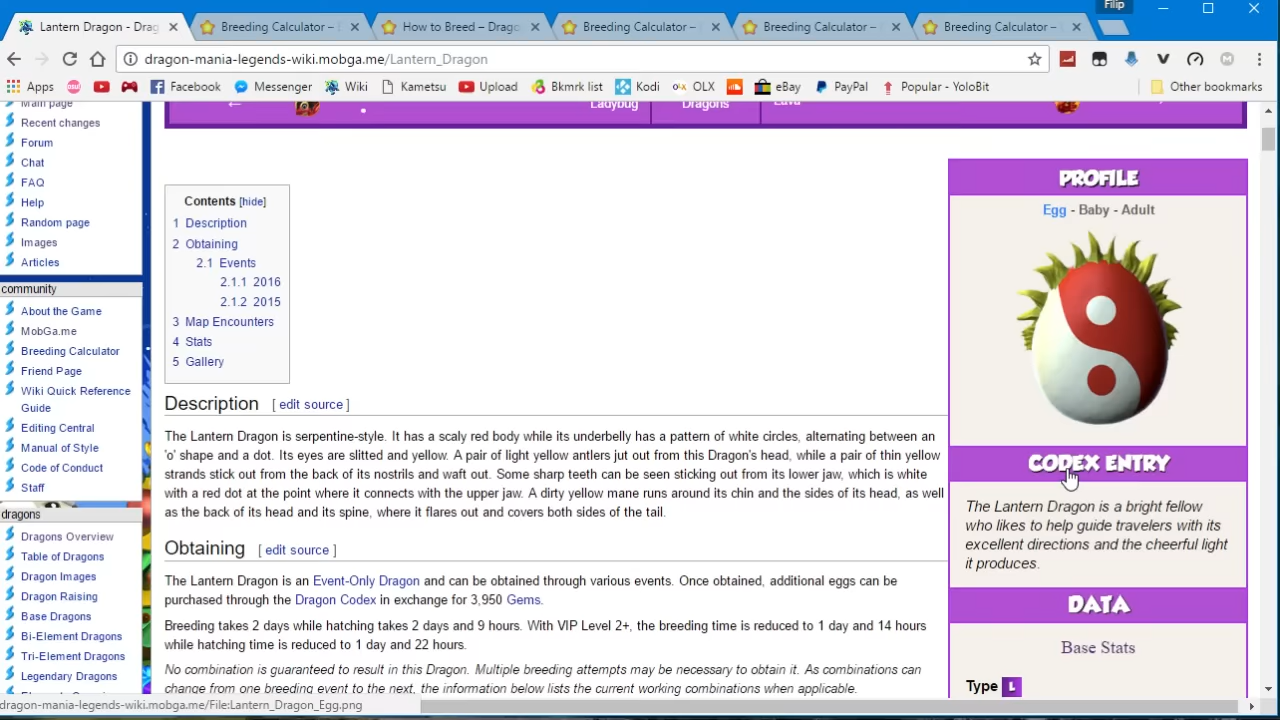 Filip
Lantern Dragon - Drag
Breeding Calculator -
How to Breed – Drago
Breeding Calculator –
Breeding Calculator –
Breeding Calculator –
dragon-mania-legends-wiki.mobga.me/Lantern_Dragon
Apps
Facebook
Messenger
Wiki
Kametsu
Upload
Bkmrk list
Kodi
OLX
eBay
PayPal
Popular - YoloBit
Other bookmarks
Main page
Recent changes
Forum
Chat
FAQ
Help
Random page
Images
Articles
community
About the Game
MobGa.me
Breeding Calculator
Friend Page
Wiki Quick Reference
Guide
Editing Central
Manual of Style
Code of Conduct
Staff
dragons
Dragons Overview
Table of Dragons
Dragon Images
Dragon Raising
Base Dragons
Bi-Element Dragons
Tri-Element Dragons
Legendary Dragons
←
Ladybug
Dragons
Lava
Contents [hide]
1 Description
2 Obtaining
2.1 Events
2.1.1 2016
2.1.2 2015
3 Map Encounters
4 Stats
5 Gallery
Description [ edit source ]
The Lantern Dragon is serpentine-style. It has a scaly red body while its underbelly has a pattern of white circles, alternating between an
'o' shape and a dot. Its eyes are slitted and yellow. A pair of light yellow antlers jut out from this Dragon's head, while a pair of thin yellow
strands stick out from the back of its nostrils and waft out. Some sharp teeth can be seen sticking out from its lower jaw, which is white
with a red dot at the point where it connects with the upper jaw. A dirty yellow mane runs around its chin and the sides of its head, as well
as the back of its head and its spine, where it flares out and covers both sides of the tail.
Obtaining [ edit source ]
The Lantern Dragon is an Event-Only Dragon and can be obtained through various events. Once obtained, additional eggs can be
purchased through the Dragon Codex in exchange for 3,950 Gems.
Breeding takes 2 days while hatching takes 2 days and 9 hours. With VIP Level 2+, the breeding time is reduced to 1 day and 14 hours
while hatching time is reduced to 1 day and 22 hours.
No combination is guaranteed to result in this Dragon. Multiple breeding attempts may be necessary to obtain it. As combinations can
change from one breeding event to the next, the information below lists the current working combinations when applicable.
PROFILE
Egg - Baby - Adult
CODEX ENTRY
The Lantern Dragon is a bright fellow
who likes to help guide travelers with its
excellent directions and the cheerful light
it produces.
DATA
Base Stats
Type L
dragon-mania-legends-wiki.mobga.me/File:Lantern_Dragon_Egg.png